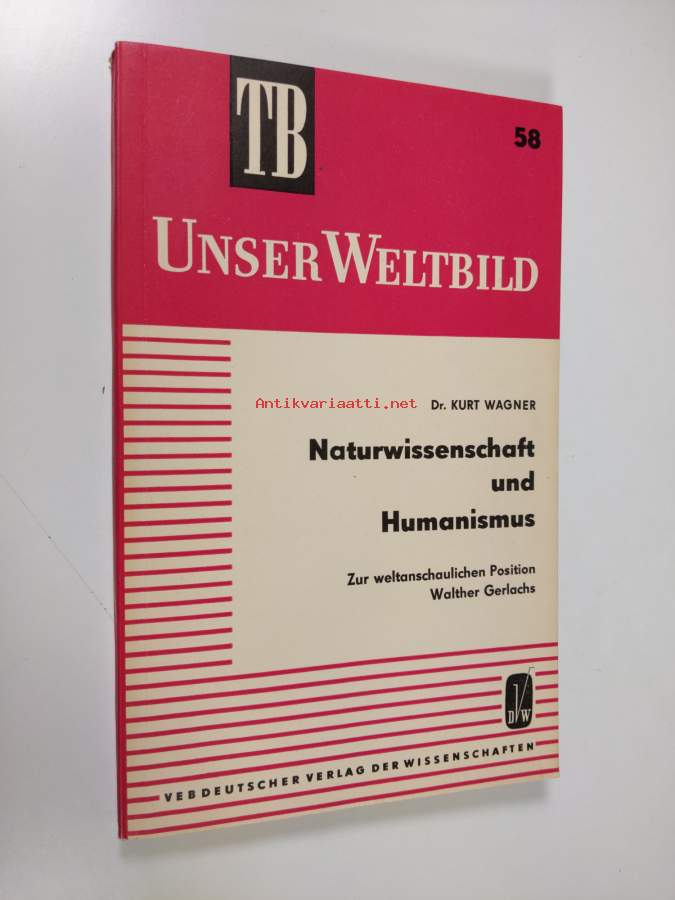 TB
58
UNSER WELTBILD
Antikvariaatti.net
Dr. KURT WAGNER
Naturwissenschaft
und
Humanismus
Zur weltanschaulichen Position
Walther Gerlachs
DVW
VEB DEUTSCHER VERLAG DER WISSENSCHAFTEN